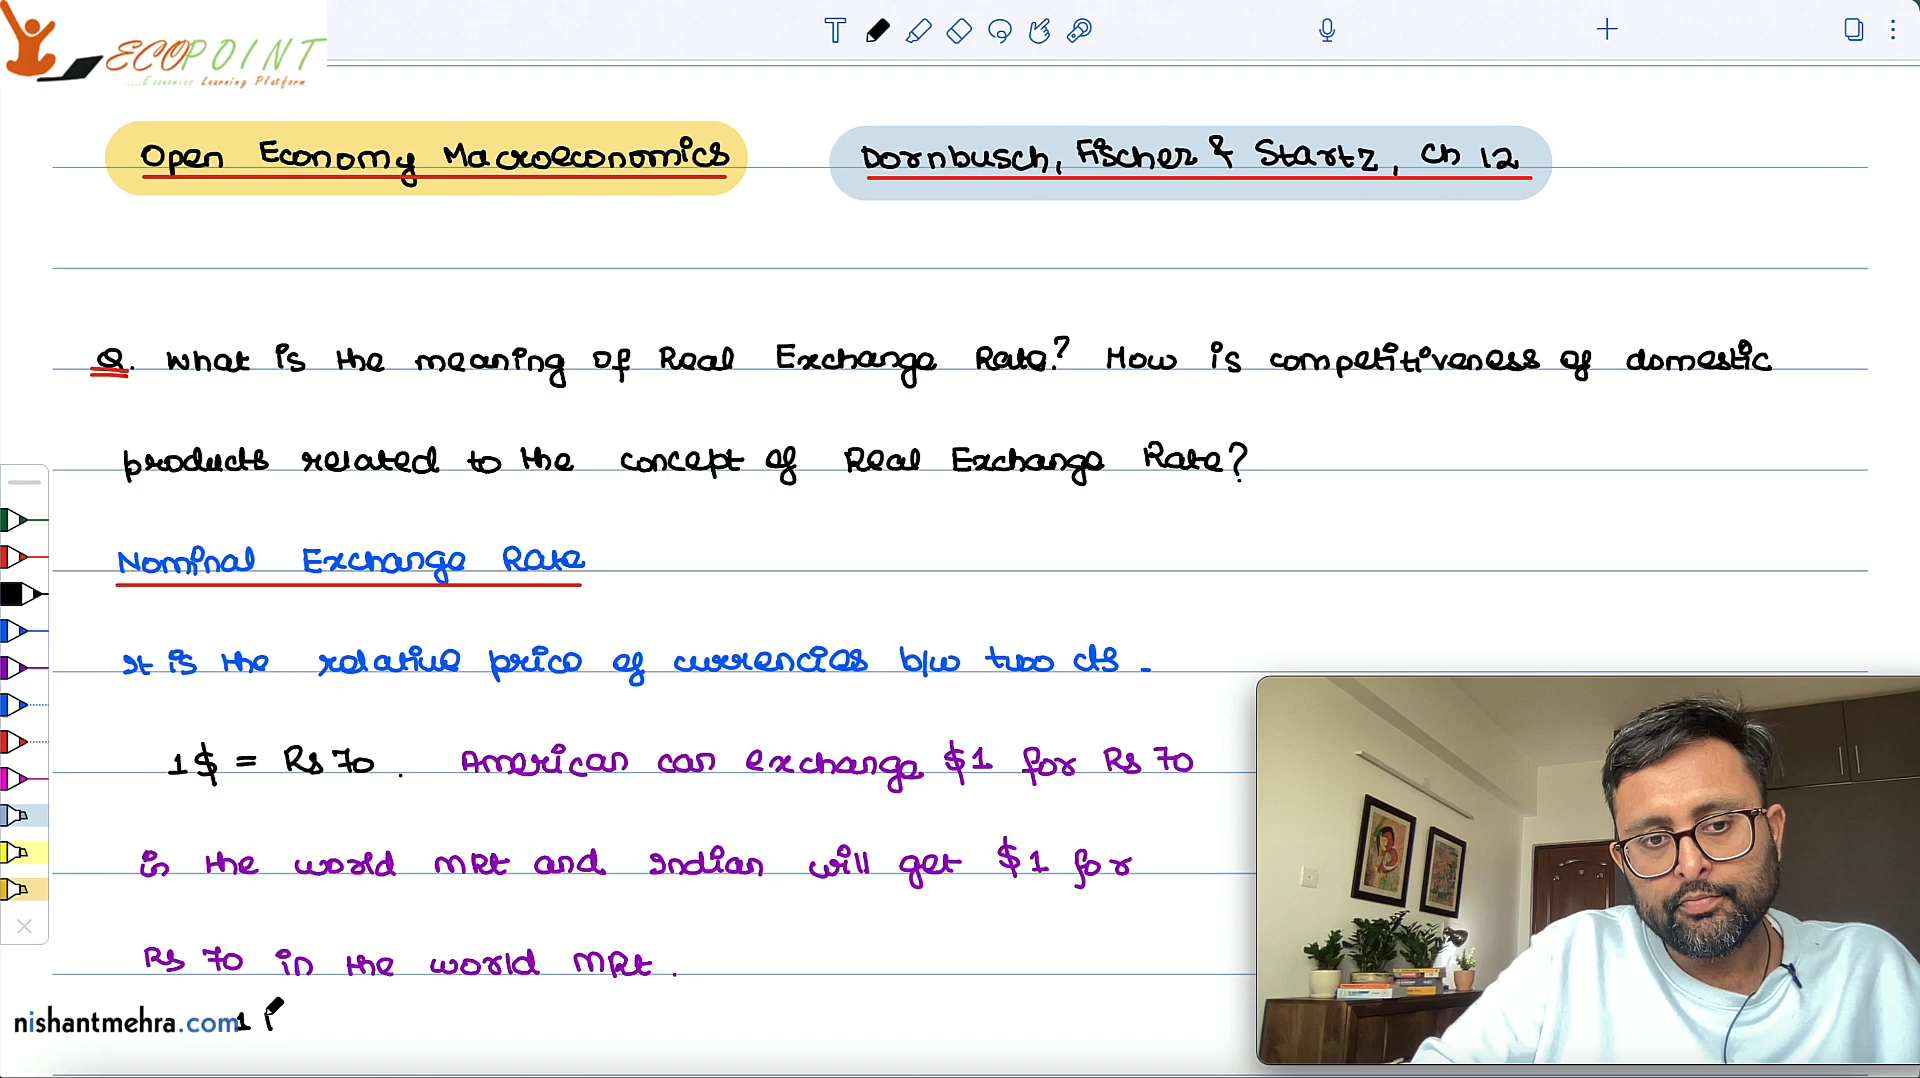 ECOPOINT
.....Economics Learning Platform
Open Economy Macroeconomics
Dornbusch, Fischer & Startz, Ch 12
Q. What is the meaning of Real Exchange Rate? How is competitiveness of domestic
products related to the concept of Real Exchange Rate?
Nominal Exchange Rate
It is the relative price of currencies b/w two cts.
1$ = Rs 70. American can exchange $1 for Rs 70
in the world mkt and Indian will get $1 for
Rs 70 in the world mkt.
nishantmehra.com
1